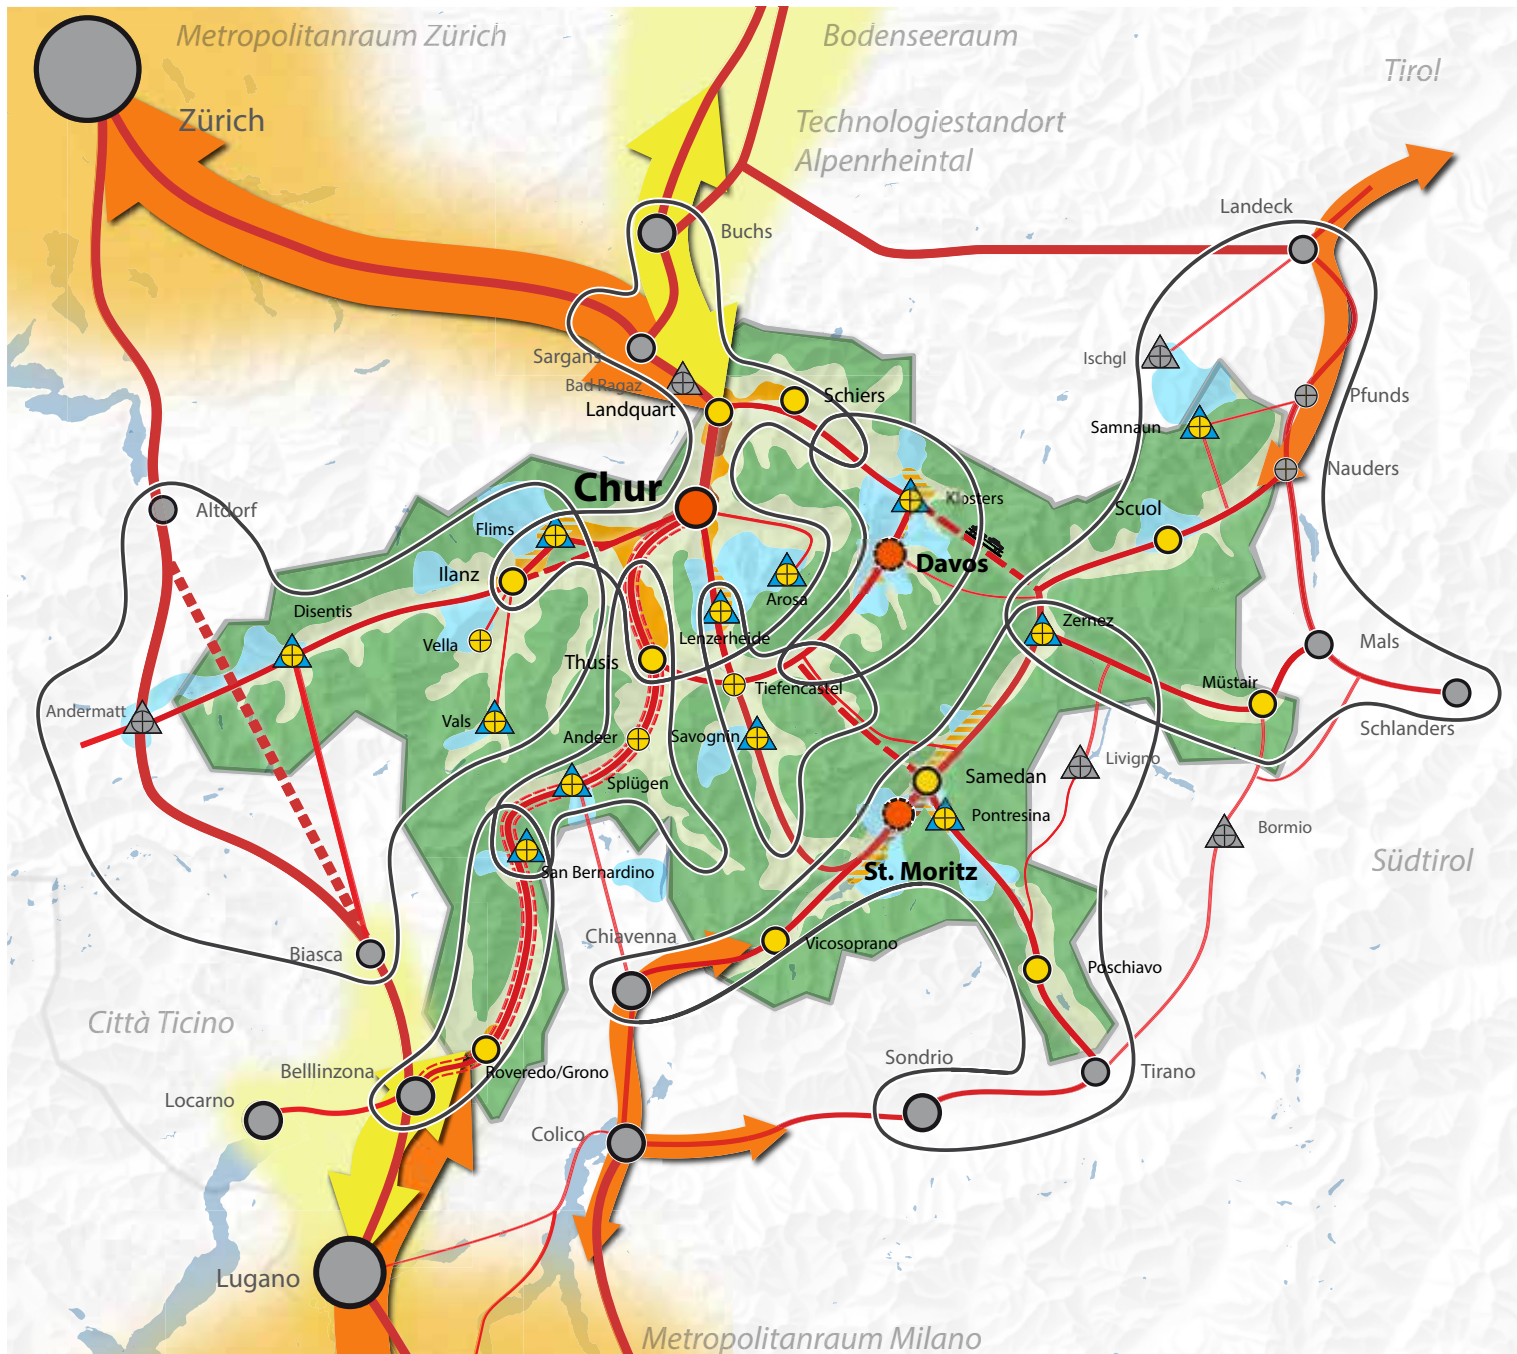 Metropolitanraum Zürich
Bodenseeraum
Tirol
Zürich
Technologiestandort
Alpenrheintal
Landeck
Buchs
Sargans
Ischgl
Bad Ragaz
Landquart
Schiers
Pfunds
Samnaun
Nauders
Chur
Klosters
Altdorf
Scuol
Flims
Davos
Ilanz
Arosa
Disentis
Zernez
Lenzerheide
Vella
Mals
Thusis
Müstair
Tiefencastel
Andermatt
Vals
Andeer
Savognin
Schlanders
Livigno
Samedan
Splügen
Pontresina
Bormio
Südtirol
San Bernardino
St. Moritz
Chiavenna
Vicosoprano
Biasca
Poschiavo
Città Ticino
Sondrio
Belllinzona
Roveredo/Grono
Tirano
Locarno
Colico
Lugano
Metropolitanraum Milano